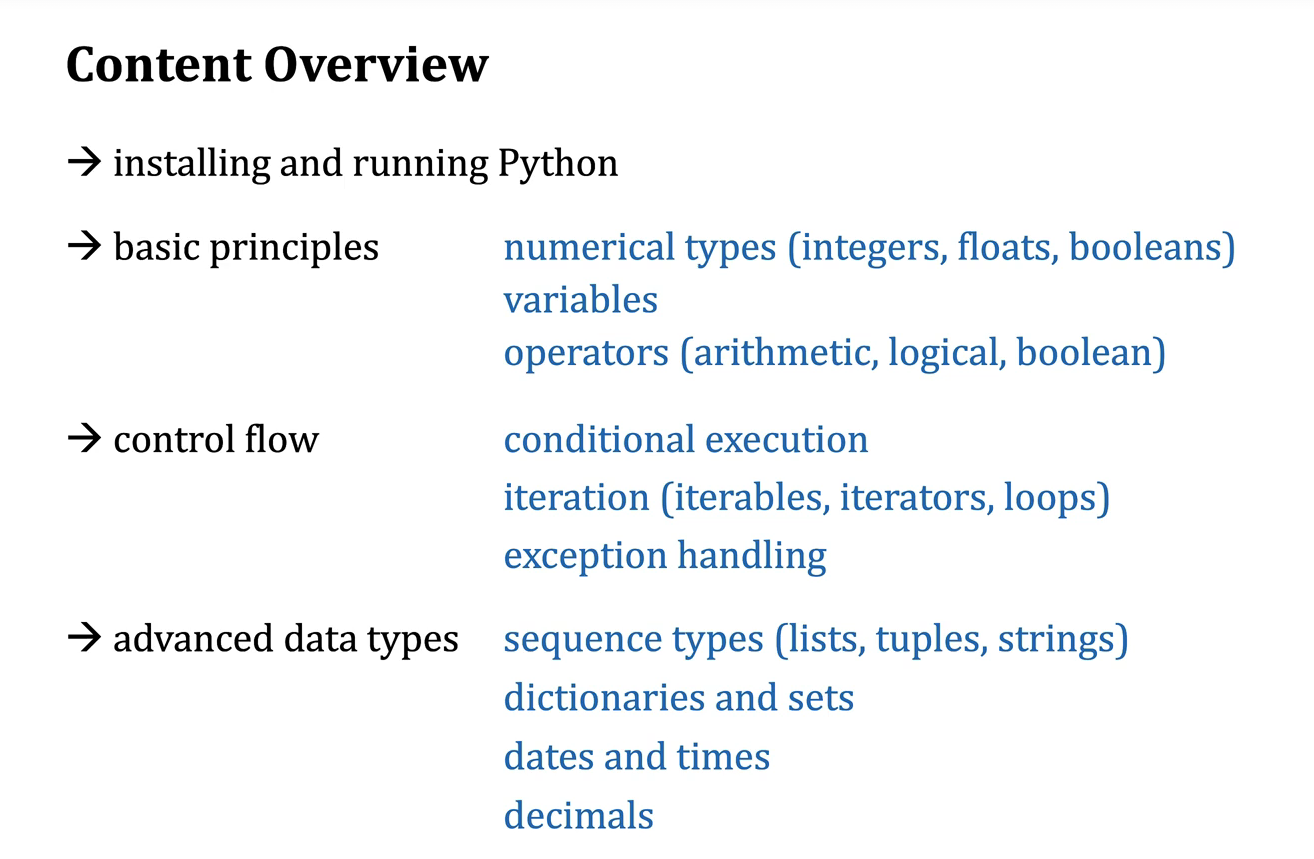 Content Overview
→ installing and running Python
→ basic principles numerical types (integers, floats, booleans)
variables
operators (arithmetic, logical, boolean)
→ control flow conditional execution
iteration (iterables, iterators, loops)
exception handling
→ advanced data types sequence types (lists, tuples, strings)
dictionaries and sets
dates and times
decimals